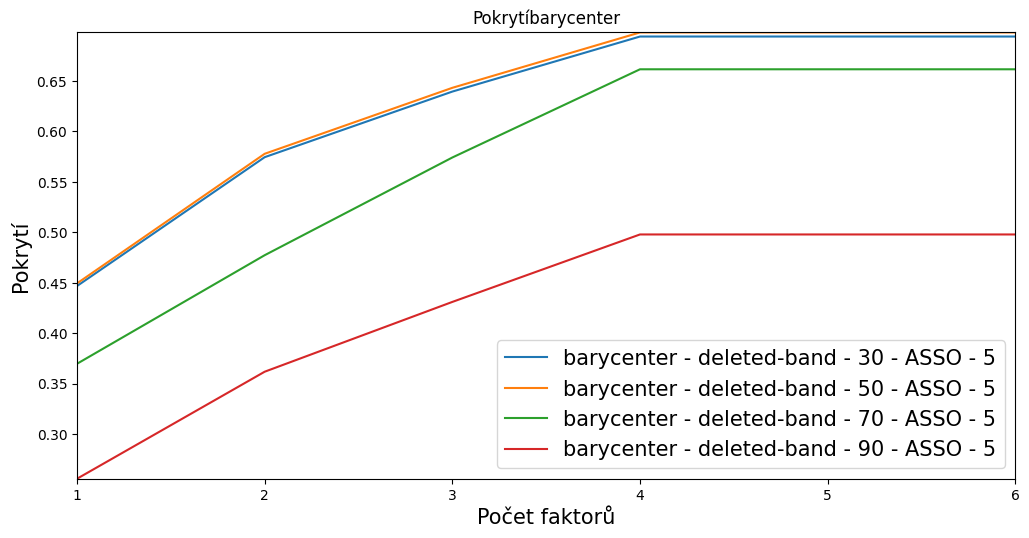 Pokrytíbarycenter
Pokrytí
0.65
0.60
0.55
0.50
0.45
0.40
0.35
0.30
barycenter - deleted-band - 30 - ASSO - 5
barycenter - deleted-band - 50 - ASSO - 5
barycenter - deleted-band - 70 - ASSO - 5
barycenter - deleted-band - 90 - ASSO - 5
1 2 3 4 5 6
Počet faktorů